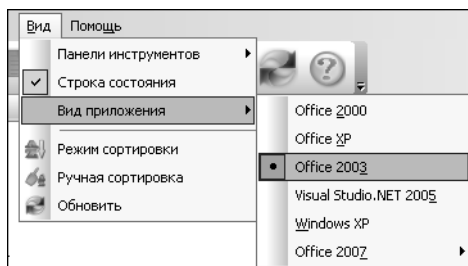 Вид Помощь
Панели инструментов
Строка состояния
Вид приложения
Режим сортировки
Ручная сортировка
Обновить
Office 2000
Office XP
Office 2003
Visual Studio.NET 2005
Windows XP
Office 2007